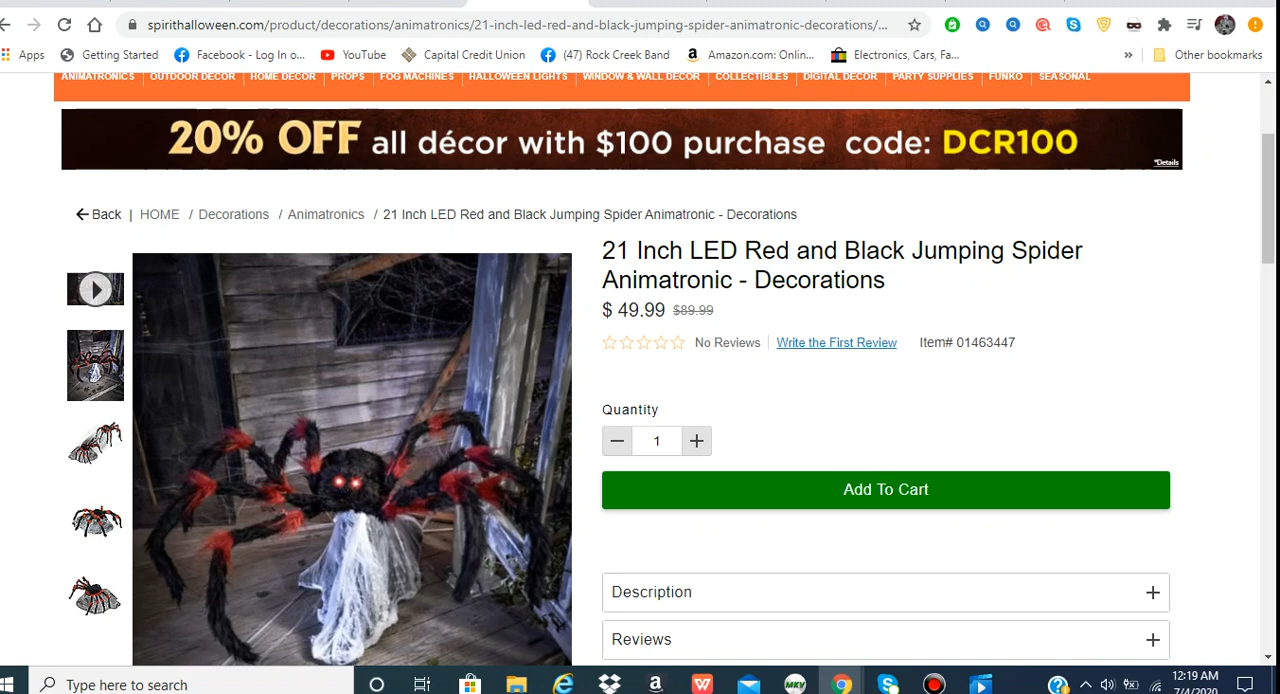 spirithalloween.com/product/decorations/animatronics/21-inch-led-red-and-black-jumping-spider-animatronic-decorations/...
Apps Getting Started Facebook - Log In o... YouTube Capital Credit Union (47) Rock Creek Band Amazon.com: Onlin... Electronics, Cars, Fa... » Other bookmarks
ANIMATRONICS OUTDOOR DECOR HOME DECOR PROPS FOG MACHINES HALLOWEEN LIGHTS WINDOW & WALL DECOR COLLECTIBLES DIGITAL DECOR PARTY SUPPLIES FUNKO SEASONAL
20% OFF all décor with $100 purchase code: DCR100
*Details
Back | HOME / Decorations / Animatronics / 21 Inch LED Red and Black Jumping Spider Animatronic - Decorations
21 Inch LED Red and Black Jumping Spider
Animatronic - Decorations
$ 49.99 $89.99
No Reviews Write the First Review Item# 01463447
Quantity
1
Add To Cart
Description
Reviews
12:19 AM
Type here to search
7/4/2020